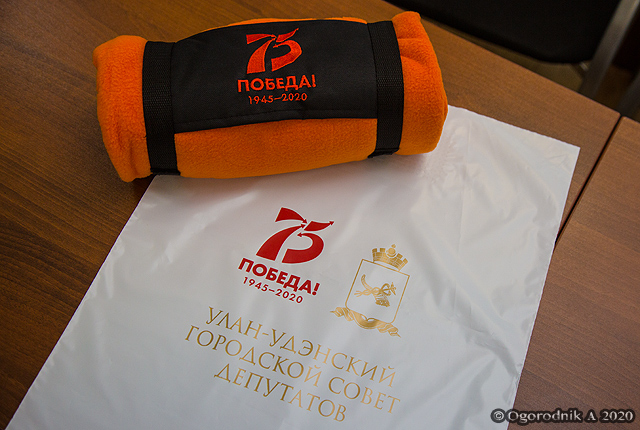 75
ПОБЕДА!
1945–2020
75
ПОБЕДА!
1945–2020
УЛАН-УДЭНСКИЙ
ГОРОДСКОЙ СОВЕТ
ДЕПУТАТОВ
© Ogorodnik A 2020